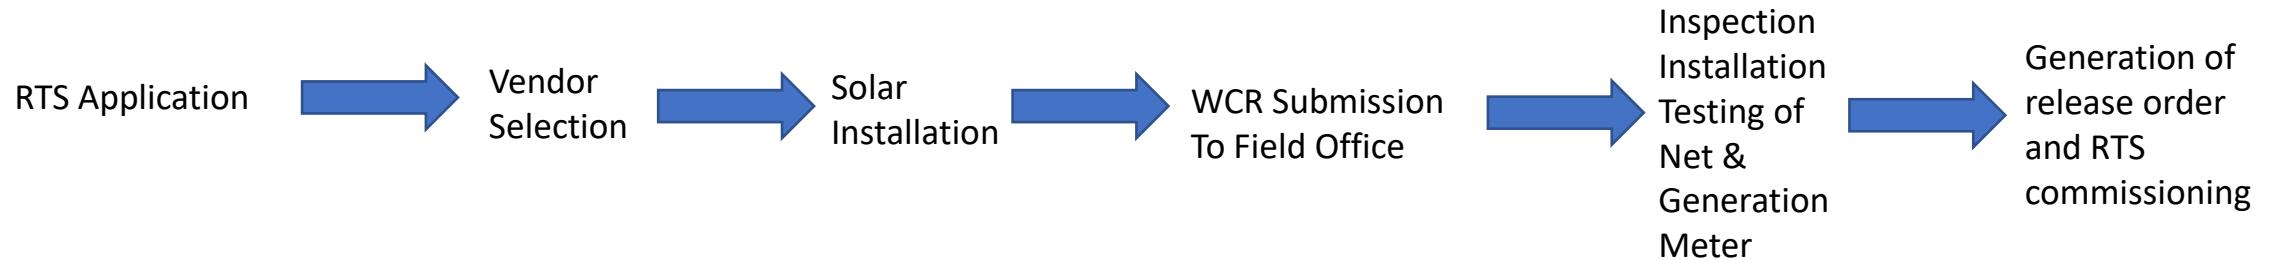 RTS Application
Vendor
Selection
Solar
Installation
WCR Submission
To Field Office
Inspection
Installation
Testing of
Net &
Generation
Meter
Generation of
release order
and RTS
commissioning